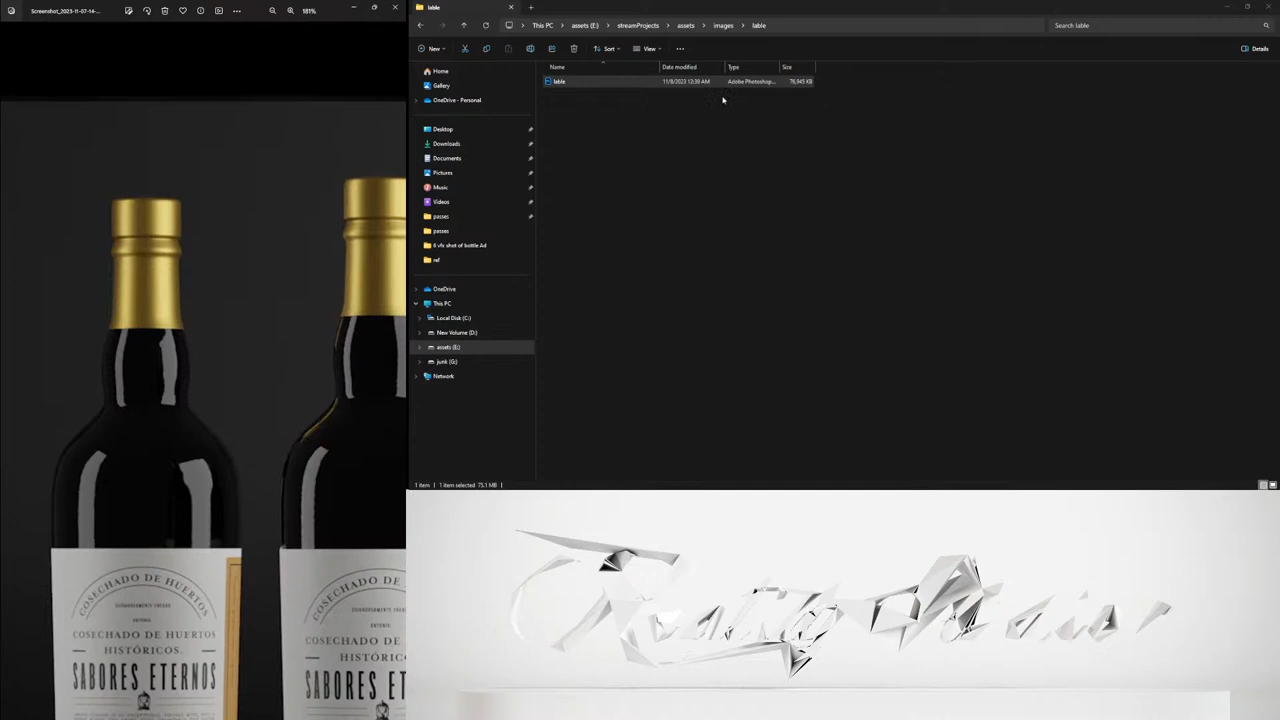 Screenshot_2023-11-07-14-...
181%
lable
This PC
assets (E:)
streamProjects
assets
images
lable
Search lable
New
Sort
View
Details
Name
Date modified
Type
Size
lable
11/8/2023 12:39 AM
Adobe Photoshop...
76,945 KB
Home
Gallery
OneDrive - Personal
Desktop
Downloads
Documents
Pictures
Music
Videos
passes
passes
6 vfx shot of bottle Ad
ref
OneDrive
This PC
Local Disk (C:)
New Volume (D:)
assets (E:)
junk (G:)
Network
1 item
1 item selected 75.1 MB
COSECHADO DE HUERTOS
ANTONIO
COSECHADO DE HUERTOS
HISTÓRICOS.
SABORES ETERNOS
COSECHADO DE
ANTONIO
COSECHADO DE
HISTÓRIC
SABORES E